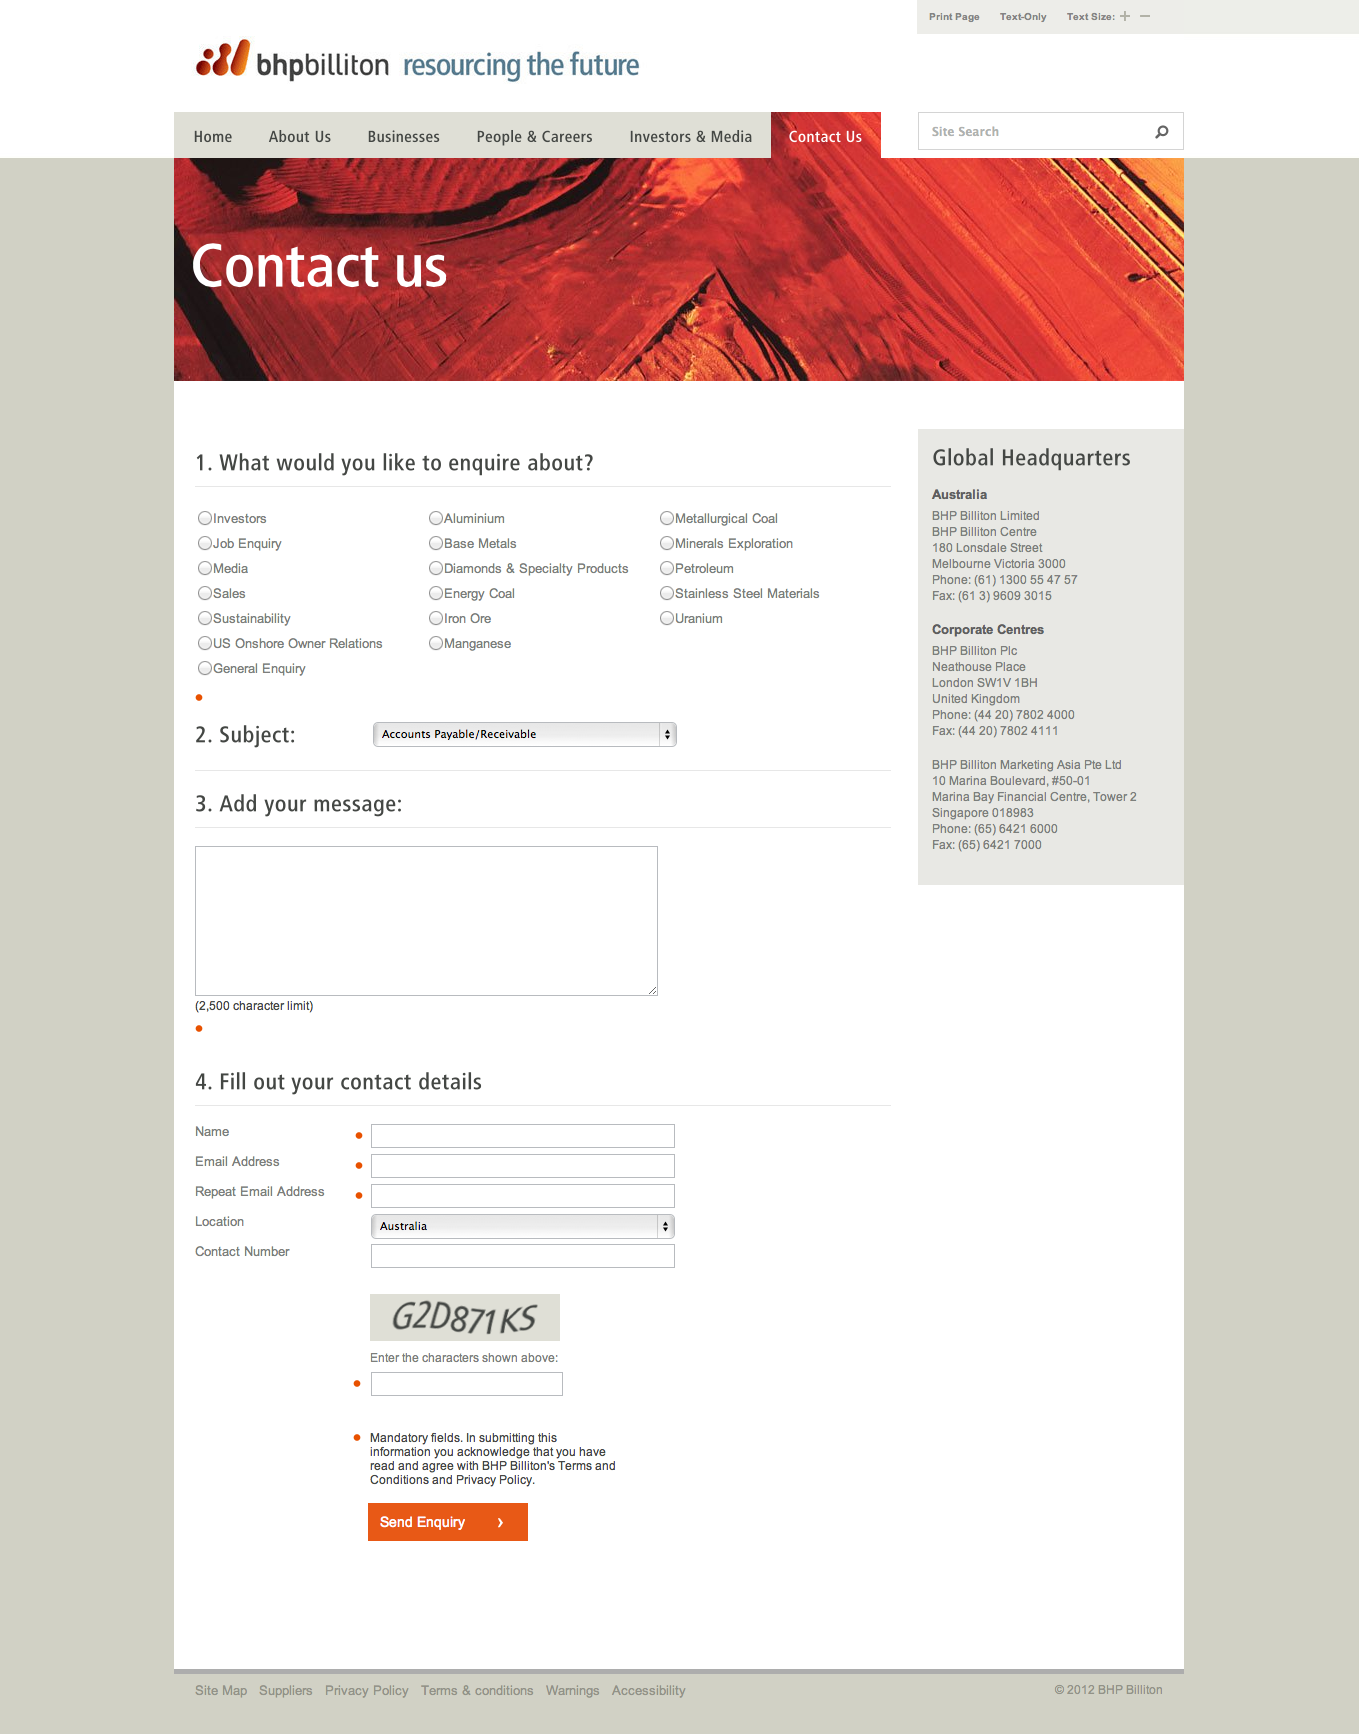 Print Page Text-Only Text Size: + −
bhpbilliton resourcing the future
Home About Us Businesses People & Careers Investors & Media Contact Us Site Search
Contact us
1. What would you like to enquire about?
Investors Aluminium Metallurgical Coal
Job Enquiry Base Metals Minerals Exploration
Media Diamonds & Specialty Products Petroleum
Sales Energy Coal Stainless Steel Materials
Sustainability Iron Ore Uranium
US Onshore Owner Relations Manganese
General Enquiry
2. Subject: Accounts Payable/Receivable
3. Add your message:
(2,500 character limit)
4. Fill out your contact details
Name
Email Address
Repeat Email Address
Location Australia
Contact Number
G2D871KS
Enter the characters shown above:
Mandatory fields. In submitting this
information you acknowledge that you have
read and agree with BHP Billiton's Terms and
Conditions and Privacy Policy.
Send Enquiry ›
Global Headquarters
Australia
BHP Billiton Limited
BHP Billiton Centre
180 Lonsdale Street
Melbourne Victoria 3000
Phone: (61) 1300 55 47 57
Fax: (61 3) 9609 3015
Corporate Centres
BHP Billiton Plc
Neathouse Place
London SW1V 1BH
United Kingdom
Phone: (44 20) 7802 4000
Fax: (44 20) 7802 4111
BHP Billiton Marketing Asia Pte Ltd
10 Marina Boulevard, #50-01
Marina Bay Financial Centre, Tower 2
Singapore 018983
Phone: (65) 6421 6000
Fax: (65) 6421 7000
Site Map Suppliers Privacy Policy Terms & conditions Warnings Accessibility © 2012 BHP Billiton